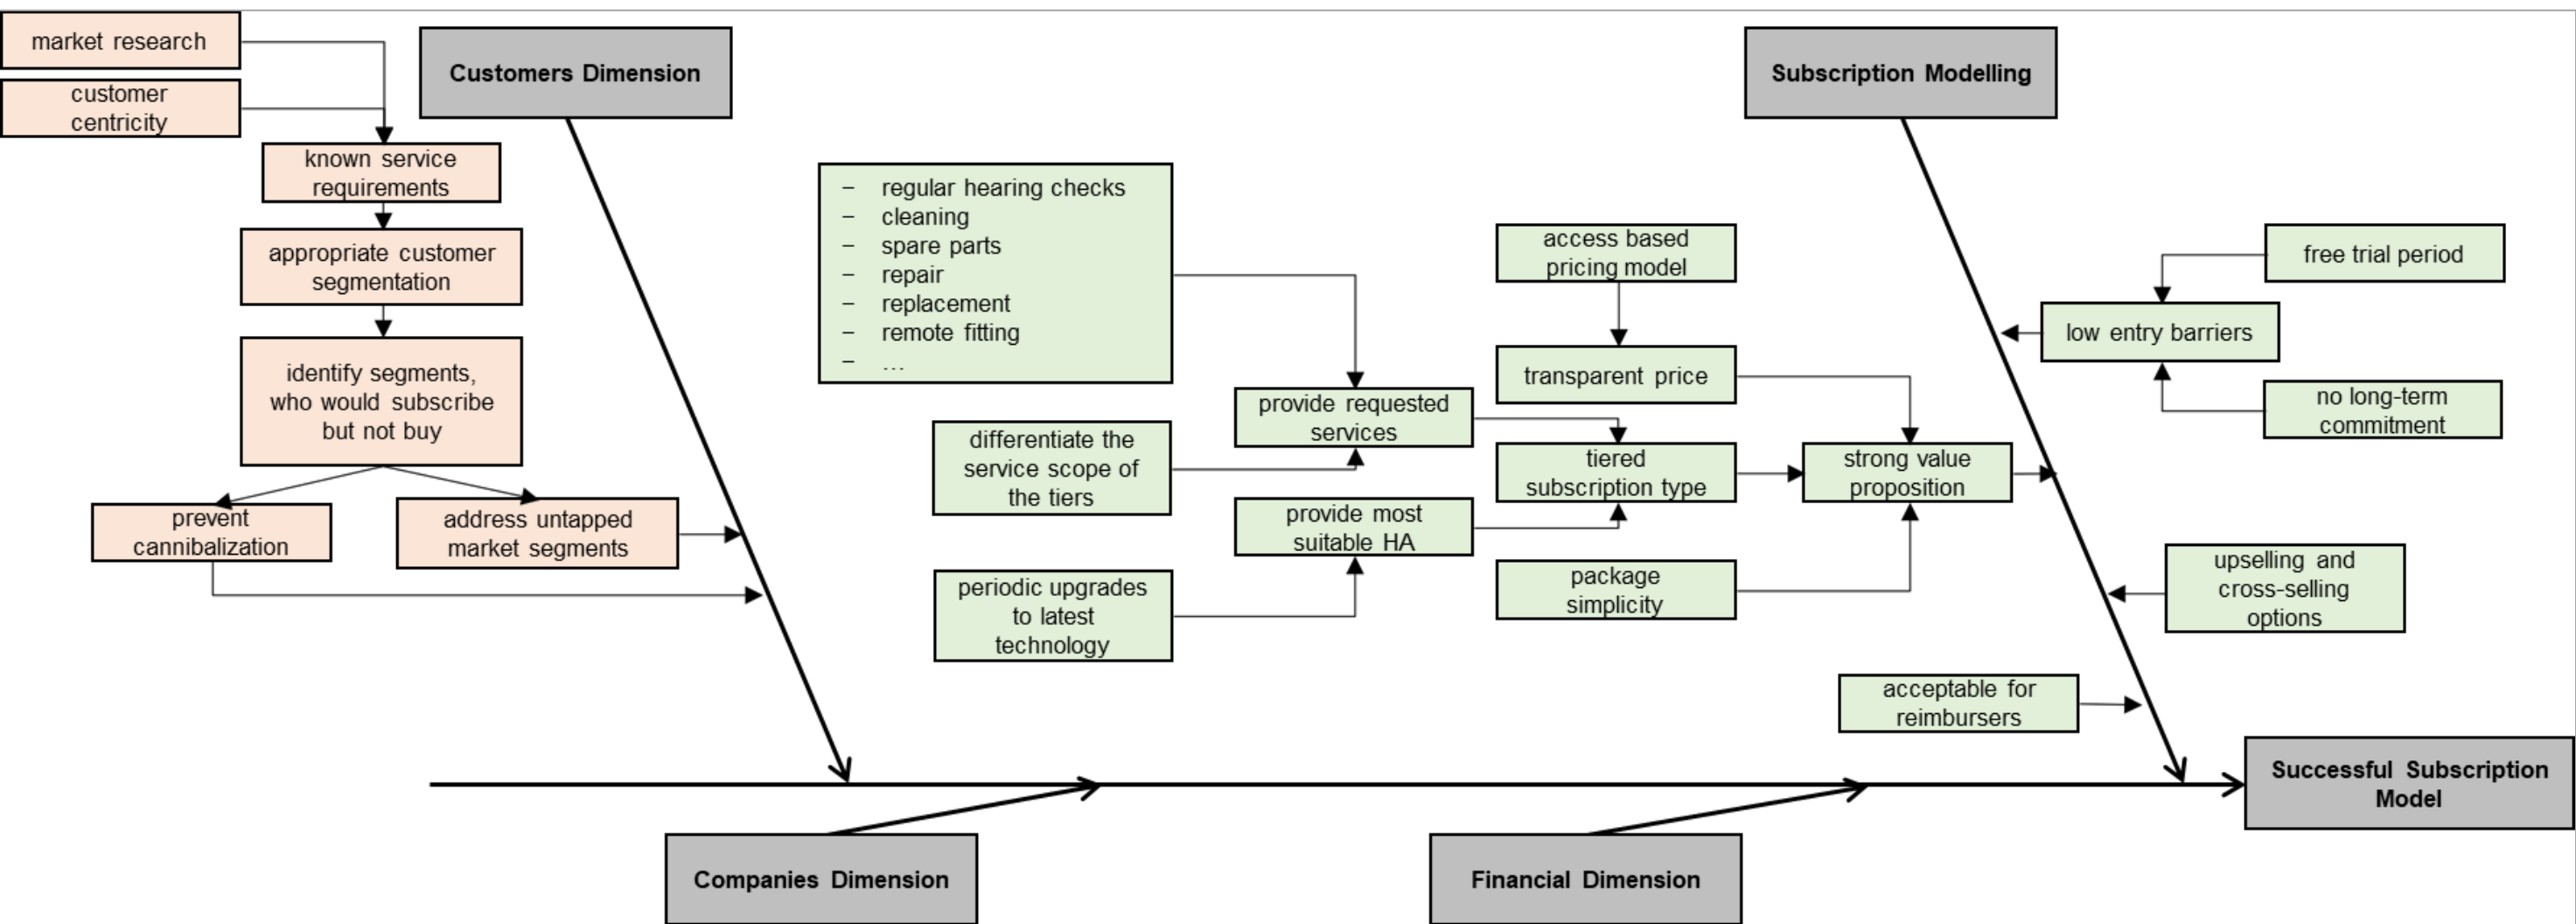 market research
customer
centricity
known service
requirements
appropriate customer
segmentation
identify segments,
who would subscribe
but not buy
prevent
cannibalization
address untapped
market segments
Customers Dimension
– regular hearing checks
– cleaning
– spare parts
– repair
– replacement
– remote fitting
– ...
differentiate the
service scope of
the tiers
periodic upgrades
to latest
technology
provide requested
services
provide most
suitable HA
access based
pricing model
transparent price
tiered
subscription type
package
simplicity
strong value
proposition
Subscription Modelling
free trial period
low entry barriers
no long-term
commitment
upselling and
cross-selling
options
acceptable for
reimbursers
Successful Subscription
Model
Companies Dimension
Financial Dimension